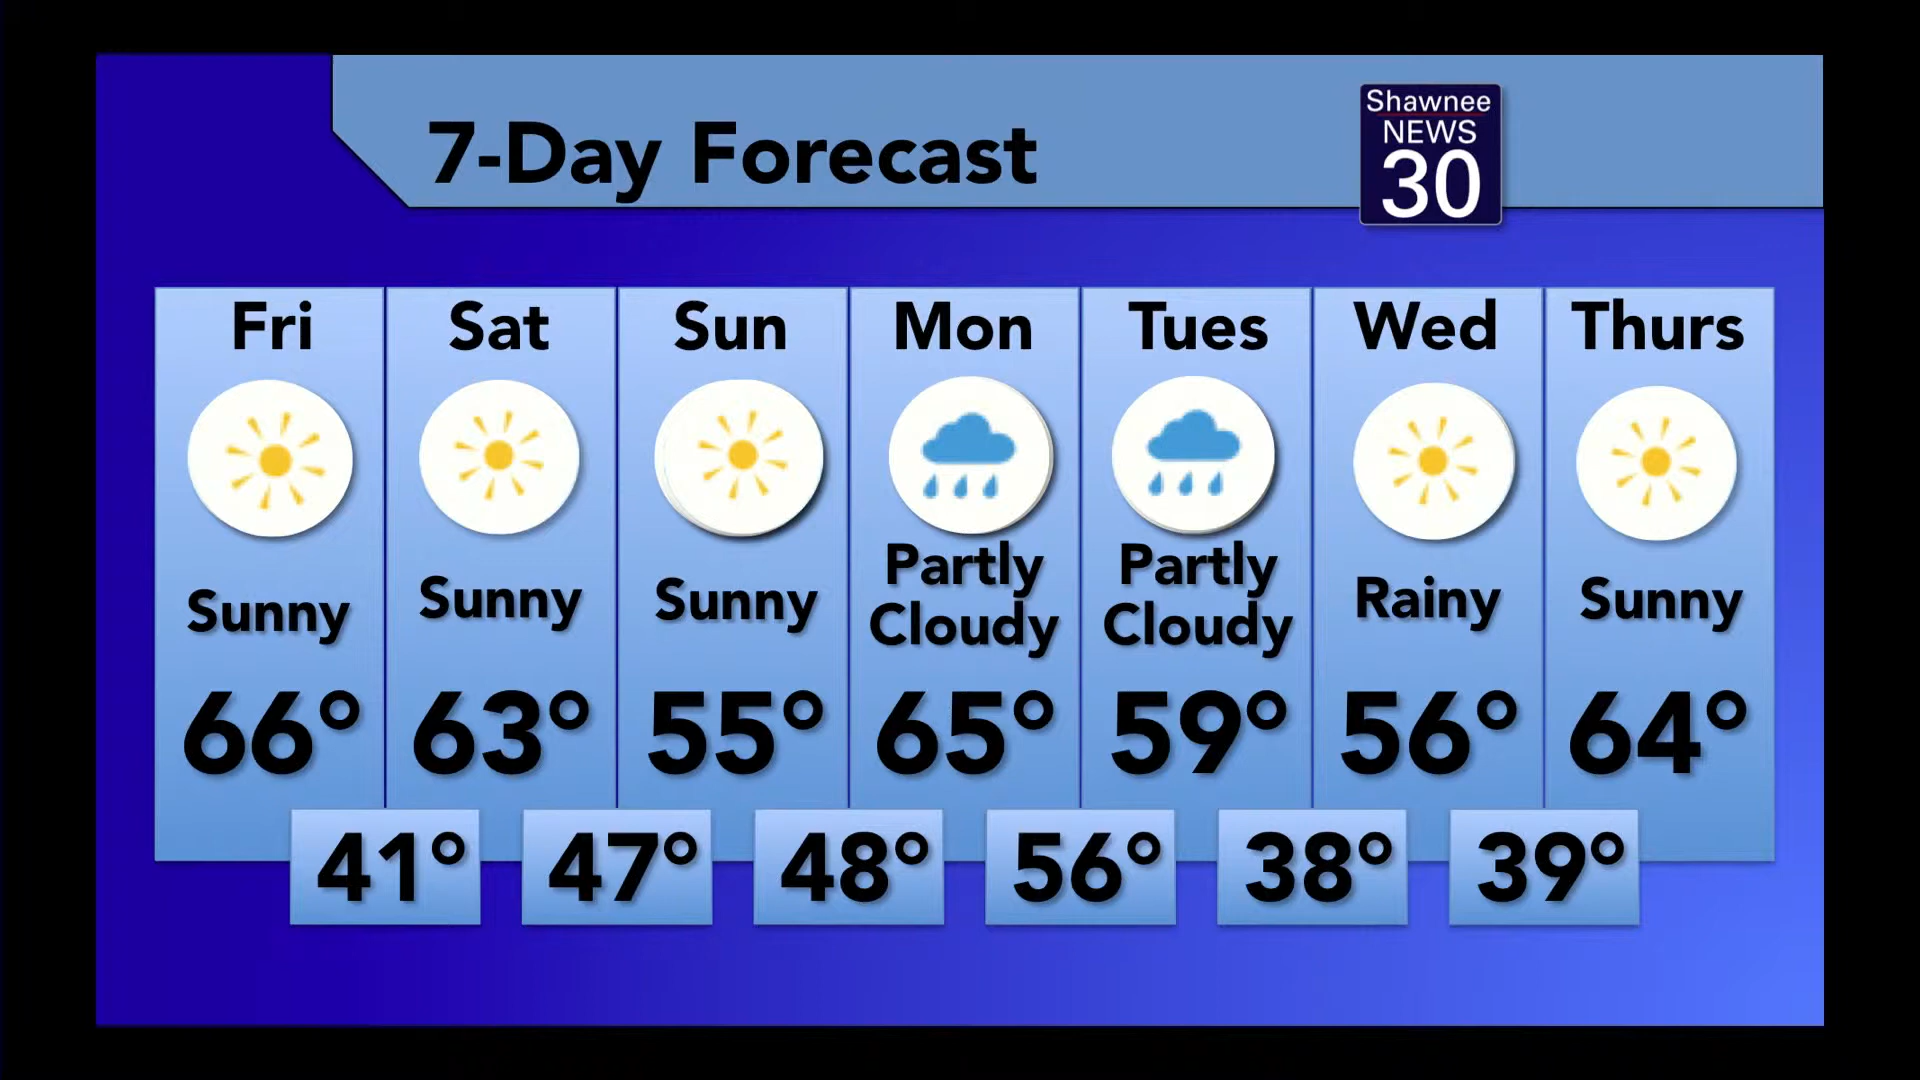 7-Day Forecast
Shawnee
NEWS
30
Fri
Sat
Sun
Mon
Tues
Wed
Thurs
Sunny
Sunny
Sunny
Partly
Cloudy
Partly
Cloudy
Rainy
Sunny
66°
63°
55°
65°
59°
56°
64°
41°
47°
48°
56°
38°
39°